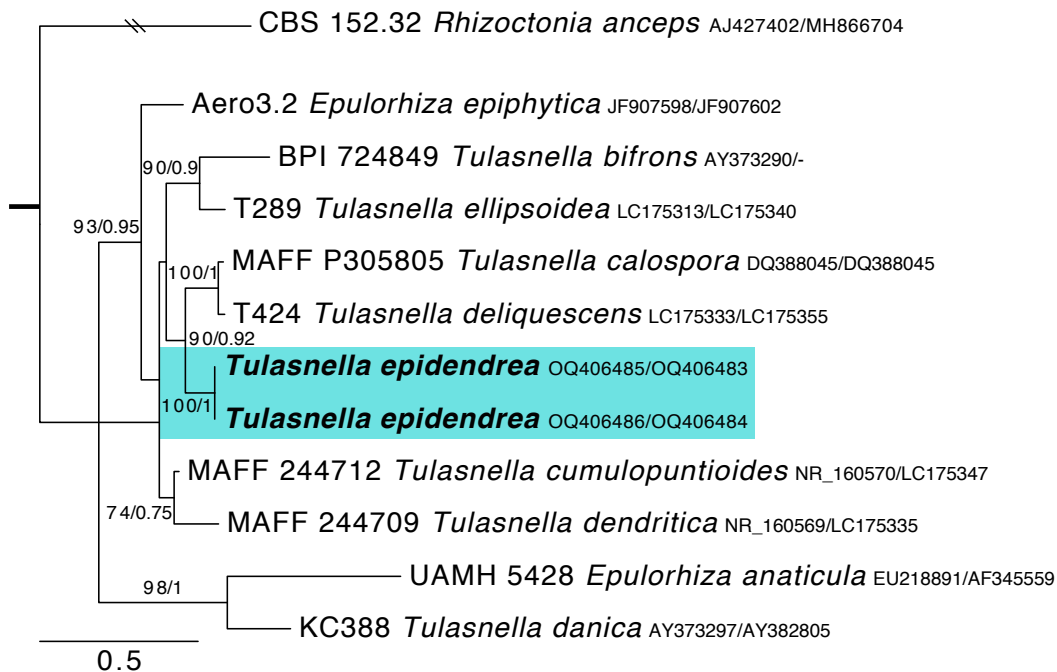 CBS 152.32 Rhizoctonia anceps AJ427402/MH866704
Aero3.2 Epulorhiza epiphytica JF907598/JF907602
90/0.9
BPI 724849 Tulasnella bifrons AY373290/-
T289 Tulasnella ellipsoidea LC175313/LC175340
93/0.95
MAFF P305805 Tulasnella calospora DQ388045/DQ388045
100/1
T424 Tulasnella deliquescens LC175333/LC175355
90/0.92
Tulasnella epidendrea OQ406485/OQ406483
100/1
Tulasnella epidendrea OQ406486/OQ406484
MAFF 244712 Tulasnella cumulopuntioides NR_160570/LC175347
74/0.75
MAFF 244709 Tulasnella dendritica NR_160569/LC175335
UAMH 5428 Epulorhiza anaticula EU218891/AF345559
98/1
KC388 Tulasnella danica AY373297/AY382805
0.5